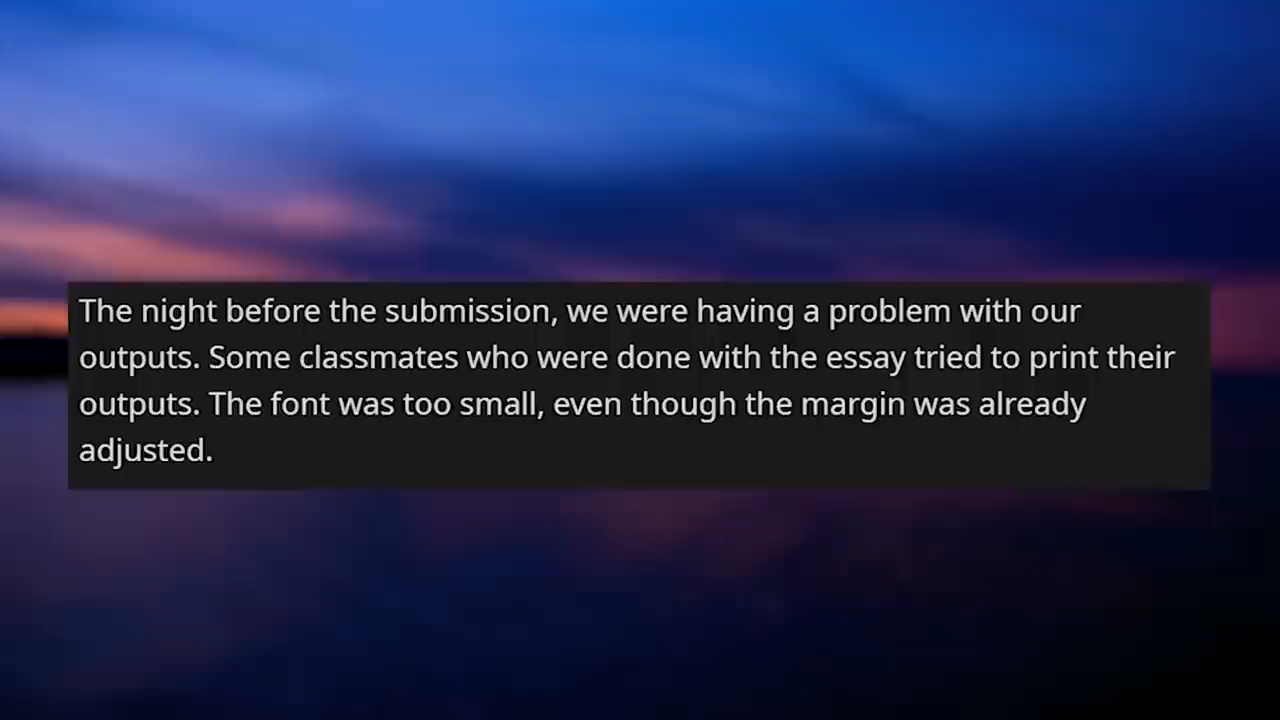 The night before the submission, we were having a problem with our
outputs. Some classmates who were done with the essay tried to print their
outputs. The font was too small, even though the margin was already
adjusted.